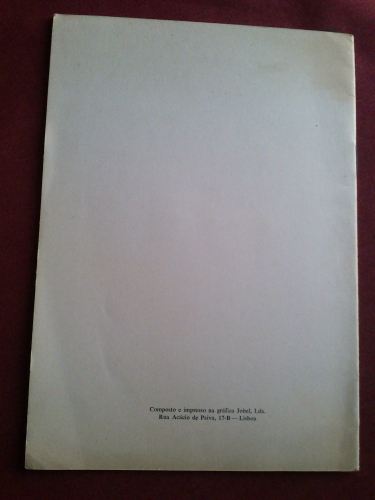 Composto e impresso na gráfica Jobel, Lda.
Rua Acácio de Paiva, 17-B — Lisboa